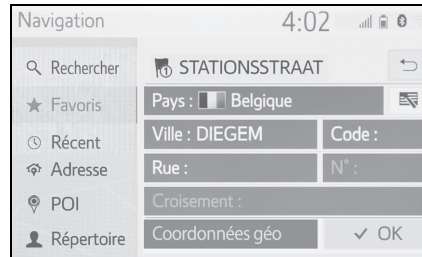 Navigation 4:02
Rechercher
STATIONSSTRAAT
Favoris
Pays : Belgique
Récent
Ville : DIEGEM Code :
Adresse
Rue : N° :
POI
Croisement :
Répertoire
Coordonnées géo OK